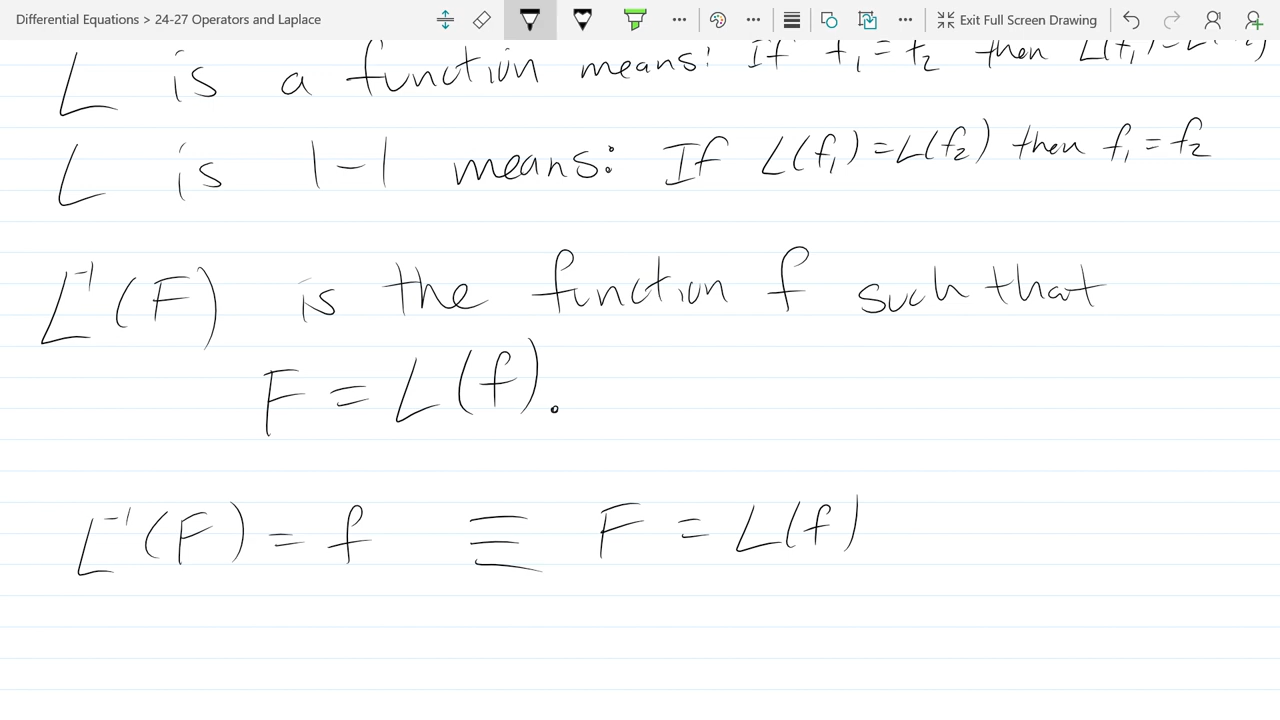 Differential Equations > 24-27 Operators and Laplace
Exit Full Screen Drawing
L is a function means: If f₁ = f₂ then
L is 1-1 means: If L(f₁) = L(f₂) then f₁ = f₂
L⁻¹(F) is the function f such that
F = L(f).
L⁻¹(F) = f ≡ F = L(f)